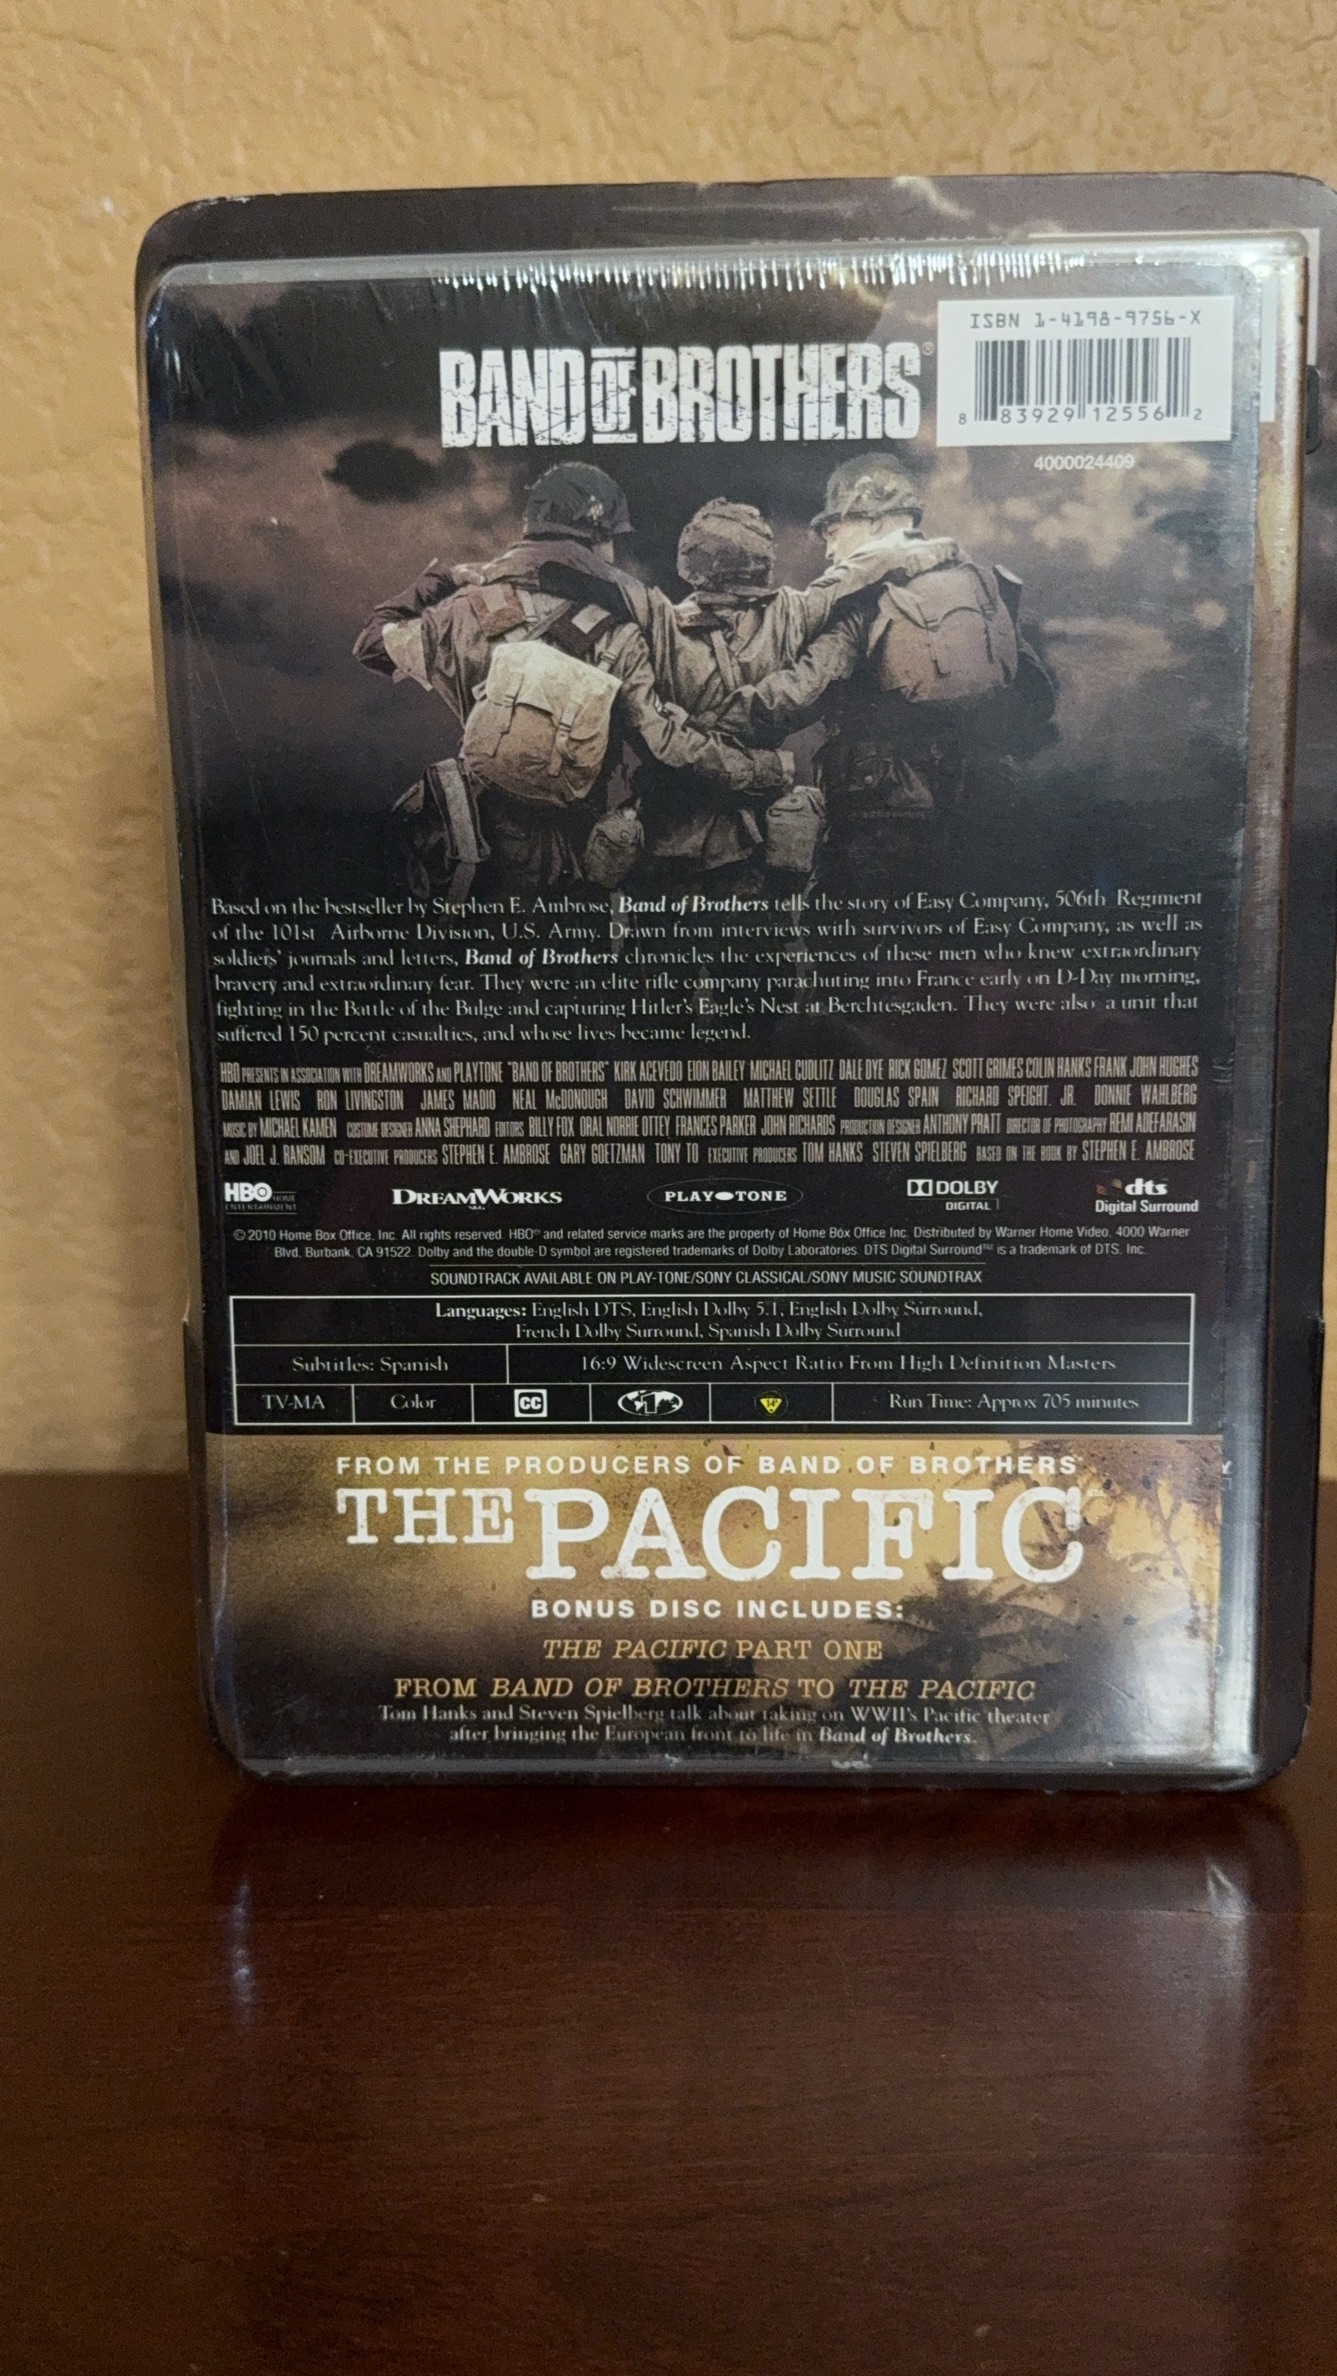 ISBN 1-4198-9756-X
BAND OF BROTHERS®
8 83929 12556 2
4000024409
Based on the bestseller by Stephen E. Ambrose, Band of Brothers tells the story of Easy Company, 506th Regiment
of the 101st Airborne Division, U.S. Army. Drawn from interviews with survivors of Easy Company, as well as
soldiers' journals and letters, Band of Brothers chronicles the experiences of these men who knew extraordinary
bravery and extraordinary fear. They were an elite rifle company parachuting into France early on D-Day morning,
fighting in the Battle of the Bulge and capturing Hitler's Eagle's Nest at Berchtesgaden. They were also a unit that
suffered 150 percent casualties, and whose lives became legend.
HBO PRESENTS IN ASSOCIATION WITH DREAMWORKS AND PLAYTONE "BAND OF BROTHERS" KIRK ACEVEDO EION BAILEY MICHAEL CUDLITZ DALE DYE RICK GOMEZ SCOTT GRIMES COLIN HANKS FRANK JOHN HUGHES
DAMIAN LEWIS RON LIVINGSTON JAMES MADIO NEAL McDONOUGH DAVID SCHWIMMER MATTHEW SETTLE DOUGLAS SPAIN RICHARD SPEIGHT, JR. DONNIE WAHLBERG
MUSIC BY MICHAEL KAMEN COSTUME DESIGNER ANNA SHEPHARD EDITORS BILLY FOX ORAL NORRIE OTTEY FRANCES PARKER JOHN RICHARDS PRODUCTION DESIGNER ANTHONY PRATT DIRECTOR OF PHOTOGRAPHY REMI ADEFARASIN
AND JOEL J. RANSOM CO-EXECUTIVE PRODUCERS STEPHEN E. AMBROSE GARY GOETZMAN TONY TO EXECUTIVE PRODUCERS TOM HANKS STEVEN SPIELBERG BASED ON THE BOOK BY STEPHEN E. AMBROSE
HBO HOME ENTERTAINMENT DREAMWORKS PLAY-TONE DOLBY DIGITAL dts Digital Surround
© 2010 Home Box Office, Inc. All rights reserved. HBO® and related service marks are the property of Home Box Office Inc. Distributed by Warner Home Video, 4000 Warner
Blvd, Burbank, CA 91522. Dolby and the double-D symbol are registered trademarks of Dolby Laboratories. DTS Digital Surround™ is a trademark of DTS, Inc.
SOUNDTRACK AVAILABLE ON PLAY-TONE/SONY CLASSICAL/SONY MUSIC SOUNDTRAX
Languages: English DTS, English Dolby 5.1, English Dolby Surround,
French Dolby Surround, Spanish Dolby Surround
Subtitles: Spanish 16:9 Widescreen Aspect Ratio From High Definition Masters
TV-MA Color CC 1 14 Run Time: Approx 705 minutes
FROM THE PRODUCERS OF BAND OF BROTHERS
THE PACIFIC
BONUS DISC INCLUDES:
THE PACIFIC PART ONE
FROM BAND OF BROTHERS TO THE PACIFIC
Tom Hanks and Steven Spielberg talk about taking on WWII's Pacific theater
after bringing the European front to life in Band of Brothers.